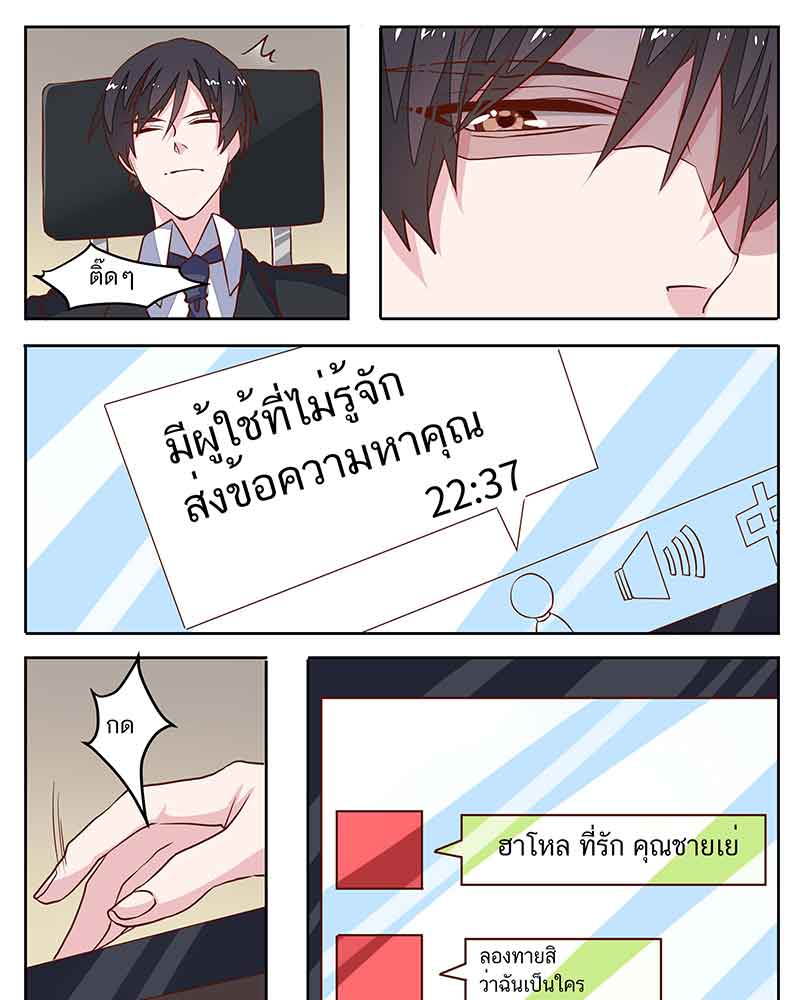 ติ๊ดๆ
มีผู้ใช้ที่ไม่รู้จัก
ส่งข้อความหาคุณ
22:37
中
กด
ฮาโหล ที่รัก คุณชายเย่
ลองทายสิ
ว่าฉันเป็นใคร